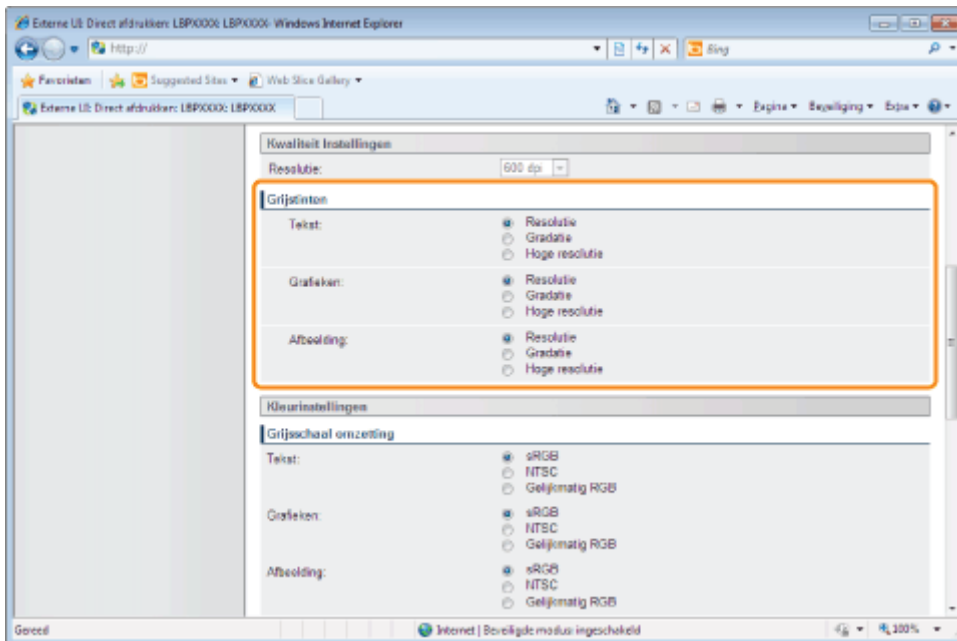 Externe UI: Direct afdrukken: LBPXXXX: LBPXXXX- Windows Internet Explorer
Http://
Bing
Favorieten Suggested Sites Web Slice Gallery
Externe UI: Direct afdrukken: LBPXXXX: LBPXXXX Pagina Beveiliging Extra
Kwaliteit Instellingen
Resolutie: 600 dpi
Grijstinten
Tekst: Resolutie
Gradatie
Hoge resolutie
Grafieken: Resolutie
Gradatie
Hoge resolutie
Afbeelding: Resolutie
Gradatie
Hoge resolutie
Kleurinstellingen
Grijsschaal omzetting
Tekst: sRGB
NTSC
Gelijkmatig RGB
Grafieken: sRGB
NTSC
Gelijkmatig RGB
Afbeelding: sRGB
NTSC
Gelijkmatig RGB
Gereed Internet | Beveiligde modus: ingeschakeld 100%